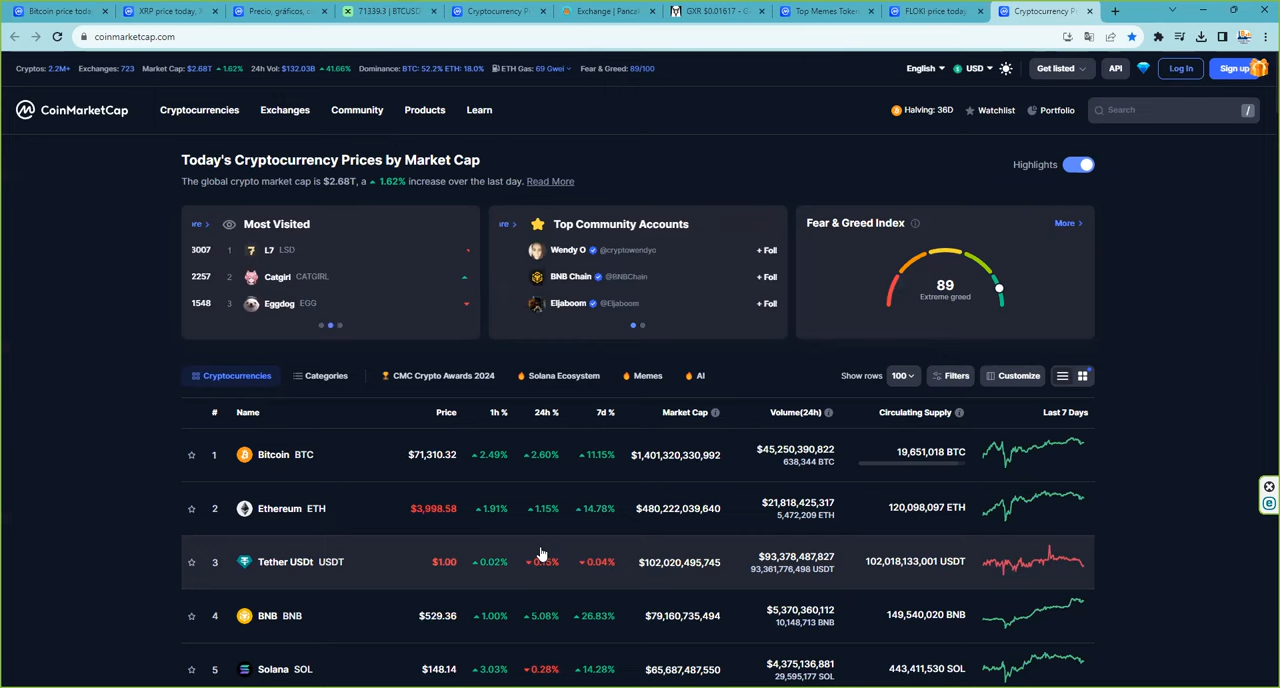 Bitcoin price toda
XRP price today, X
Precio, gráficos, c
71339.3 | BTCUSD
Cryptocurrency P
Exchange | Pancak
GXR $0.01617 - G
Top Memes Token
FLOKI price today
Cryptocurrency P
coinmarketcap.com
Cryptos: 2.2M+ Exchanges: 723 Market Cap: $2.68T 1.62% 24h Vol: $132.03B 41.66% Dominance: BTC: 52.2% ETH: 18.0% ETH Gas: 69 Gwei Fear & Greed: 89/100 English USD Get listed API Log In Sign up
CoinMarketCap Cryptocurrencies Exchanges Community Products Learn Halving: 36D Watchlist Portfolio Search /
Today's Cryptocurrency Prices by Market Cap
Highlights
The global crypto market cap is $2.68T, a 1.62% increase over the last day. Read More
re > Most Visited
3007 1 L7 LSD
2257 2 Catgirl CATGIRL
1548 3 Eggdog EGG
re > Top Community Accounts
Wendy O @cryptowendyo + Foll
BNB Chain @BNBChain + Foll
Eljaboom @Eljaboom + Foll
Fear & Greed Index More >
89
Extreme greed
Cryptocurrencies Categories CMC Crypto Awards 2024 Solana Ecosystem Memes AI Show rows 100 Filters Customize
# Name Price 1h % 24h % 7d % Market Cap Volume(24h) Circulating Supply Last 7 Days
1 Bitcoin BTC $71,310.32 2.49% 2.60% 11.15% $1,401,320,330,992 $45,250,390,822 19,651,018 BTC
638,344 BTC
2 Ethereum ETH $3,998.58 1.91% 1.15% 14.78% $480,222,039,640 $21,818,425,317 120,098,097 ETH
5,472,209 ETH
3 Tether USDt USDT $1.00 0.02% 0.04% $102,020,495,745 $93,378,487,827 102,018,133,001 USDT
93,361,776,498 USDT
4 BNB BNB $529.36 1.00% 5.08% 26.83% $79,160,735,494 $5,370,360,112 149,540,020 BNB
10,148,713 BNB
5 Solana SOL $148.14 3.03% 0.28% 14.28% $65,687,487,550 $4,375,136,881 443,411,530 SOL
29,595,177 SOL